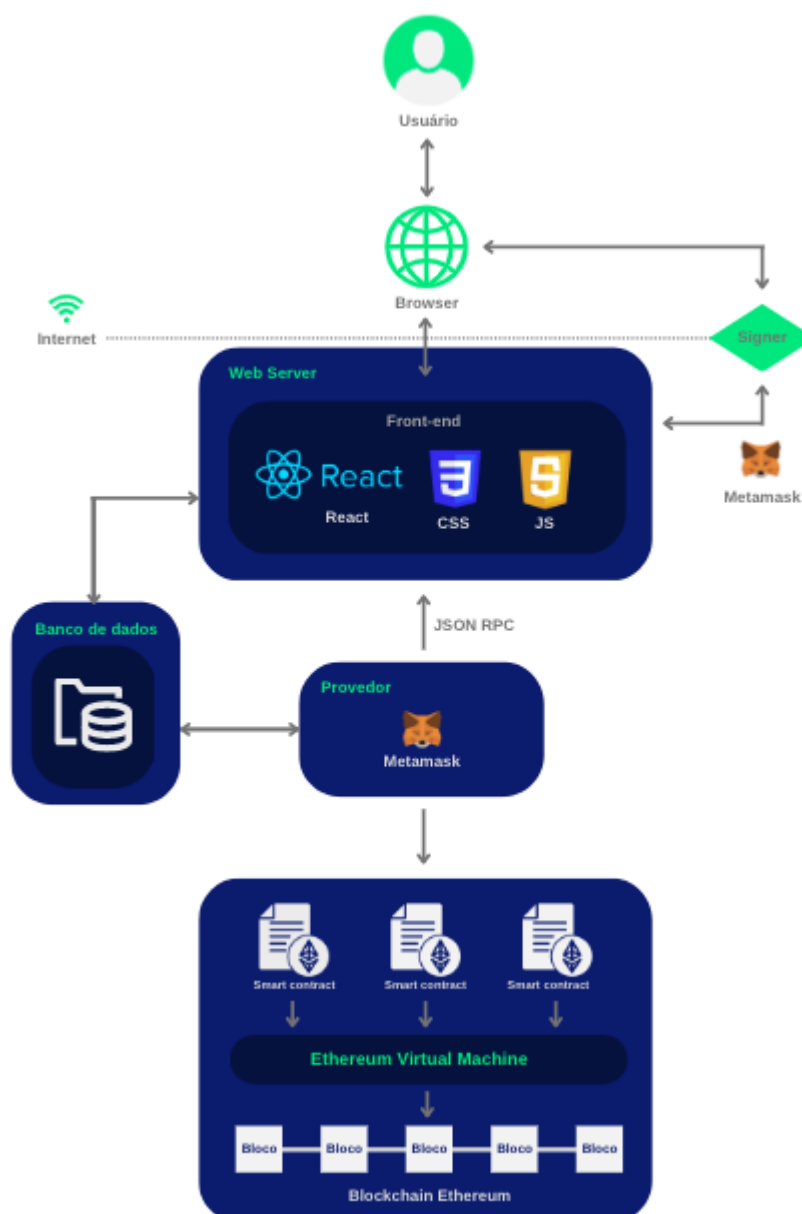 Usuário
Browser
Internet
Signer
Web Server
Front-end
React
React
CSS
JS
Metamask
JSON RPC
Banco de dados
Provedor
Metamask
Smart contract
Smart contract
Smart contract
Ethereum Virtual Machine
Bloco
Bloco
Bloco
Bloco
Bloco
Blockchain Ethereum